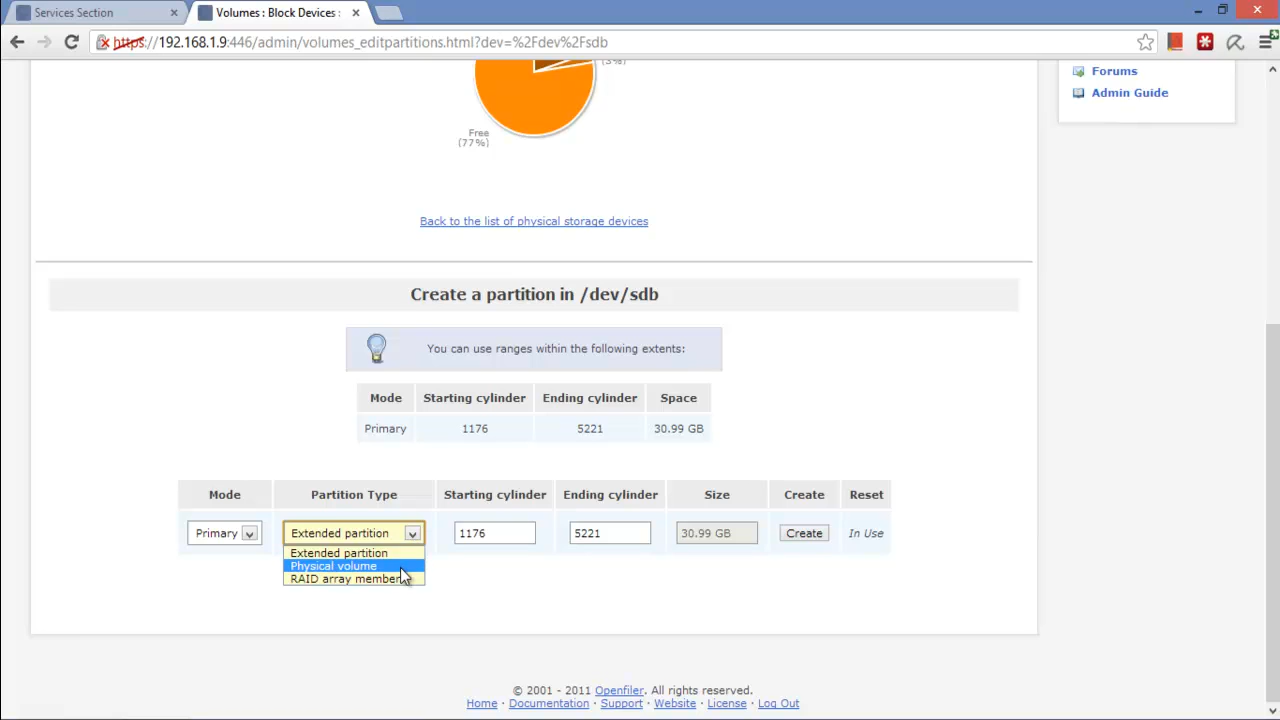 Services Section
Volumes : Block Devices :
https://192.168.1.9:446/admin/volumes_editpartitions.html?dev=%2Fdev%2Fsdb
Forums
Admin Guide
(3%)
Free
(77%)
Back to the list of physical storage devices
Create a partition in /dev/sdb
You can use ranges within the following extents:
Mode Starting cylinder Ending cylinder Space
Primary 1176 5221 30.99 GB
Mode Partition Type Starting cylinder Ending cylinder Size Create Reset
Primary Extended partition 1176 5221 30.99 GB Create In Use
Extended partition
Physical volume
RAID array member
© 2001 - 2011 Openfiler. All rights reserved.
Home · Documentation · Support · Website · License · Log Out